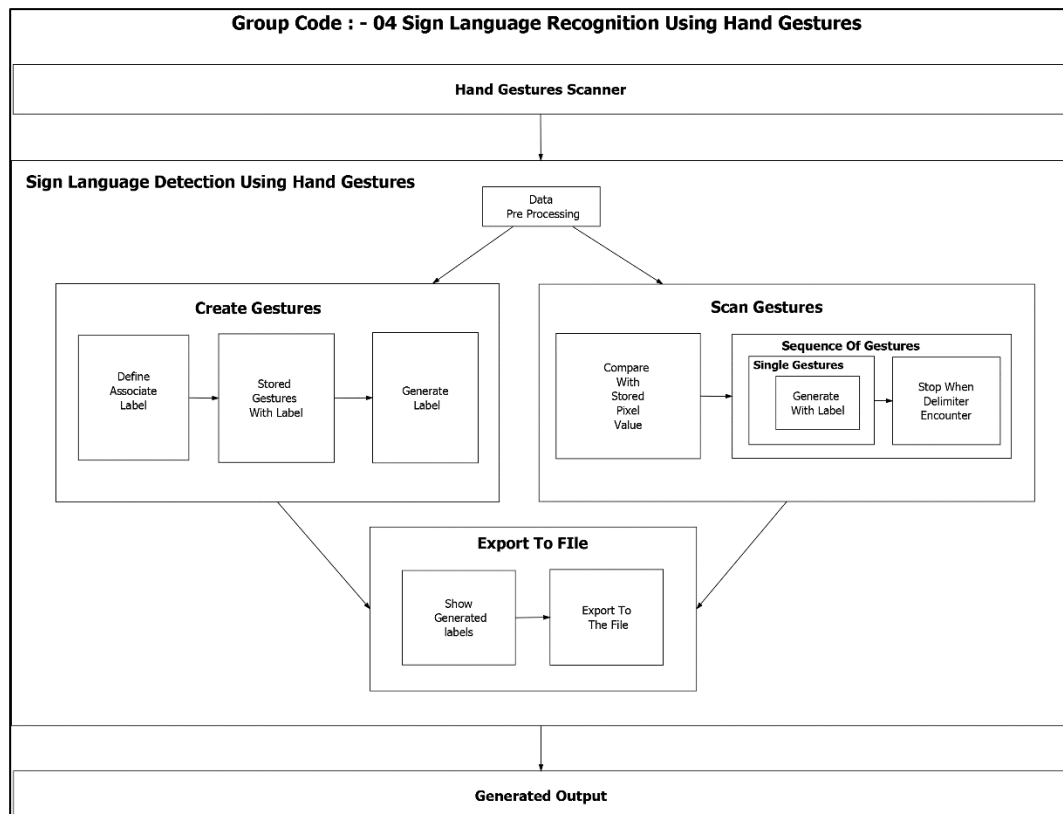 Group Code : - 04 Sign Language Recognition Using Hand Gestures
Hand Gestures Scanner
Sign Language Detection Using Hand Gestures
Data
Pre Processing
Create Gestures
Define
Associate
Label
Stored
Gestures
With Label
Generate
Label
Scan Gestures
Compare
With
Stored
Pixel
Value
Sequence Of Gestures
Single Gestures
Generate
With Label
Stop When
Delimiter
Encounter
Export To FIle
Show
Generated
labels
Export To
The File
Generated Output